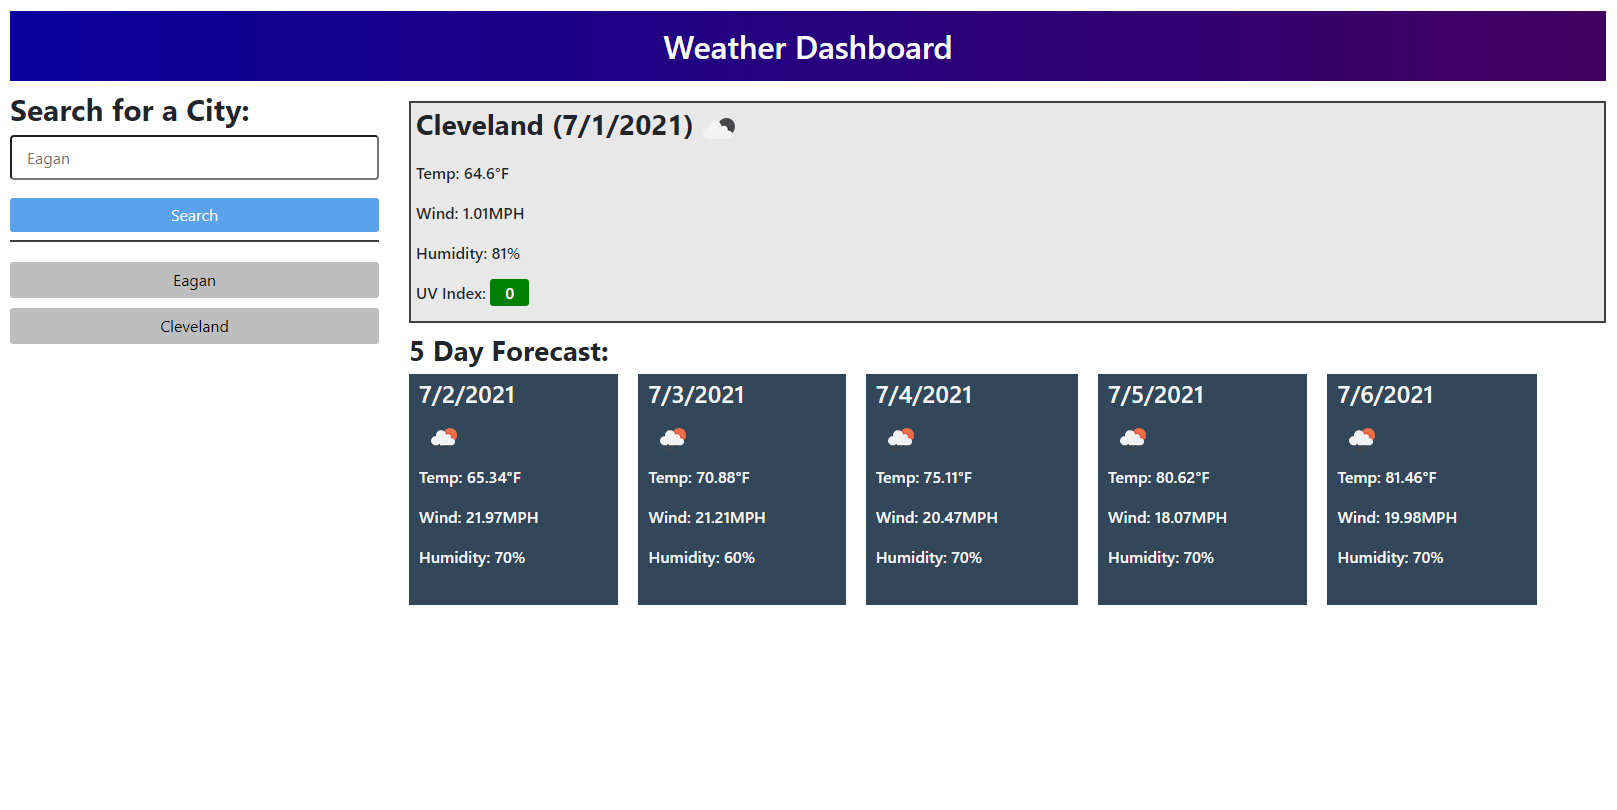 Weather Dashboard
Search for a City:
Eagan
Search
Eagan
Cleveland
Cleveland (7/1/2021)
Temp: 64.6°F
Wind: 1.01MPH
Humidity: 81%
UV Index: 0
5 Day Forecast:
7/2/2021
Temp: 65.34°F
Wind: 21.97MPH
Humidity: 70%
7/3/2021
Temp: 70.88°F
Wind: 21.21MPH
Humidity: 60%
7/4/2021
Temp: 75.11°F
Wind: 20.47MPH
Humidity: 70%
7/5/2021
Temp: 80.62°F
Wind: 18.07MPH
Humidity: 70%
7/6/2021
Temp: 81.46°F
Wind: 19.98MPH
Humidity: 70%